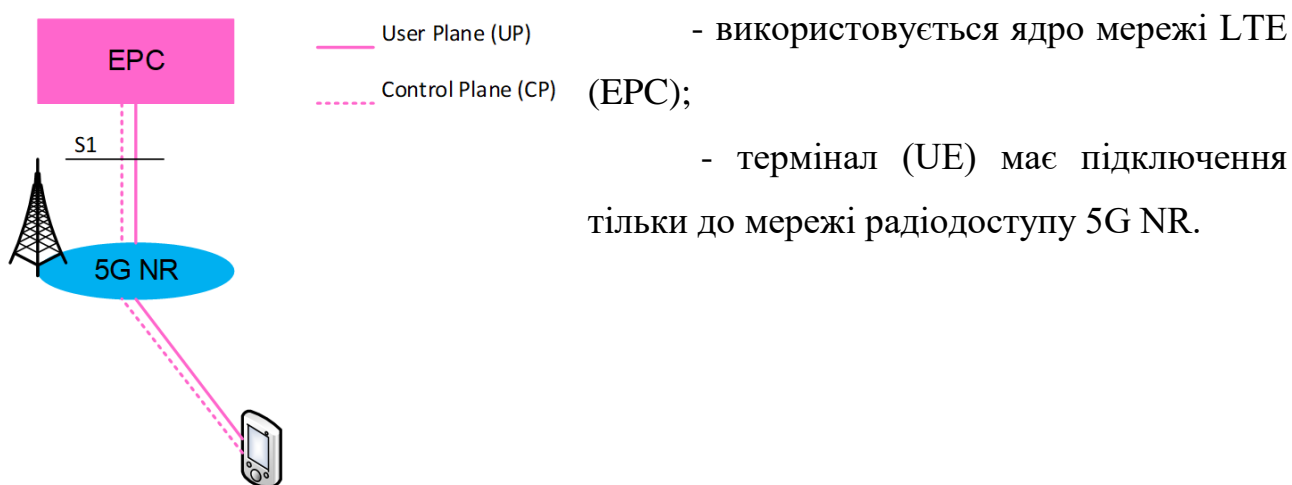 EPC
User Plane (UP)
Control Plane (CP)
S1
5G NR
- використовується ядро мережі LTE
(EPC);
- термінал (UE) має підключення
тільки до мережі радіодоступу 5G NR.